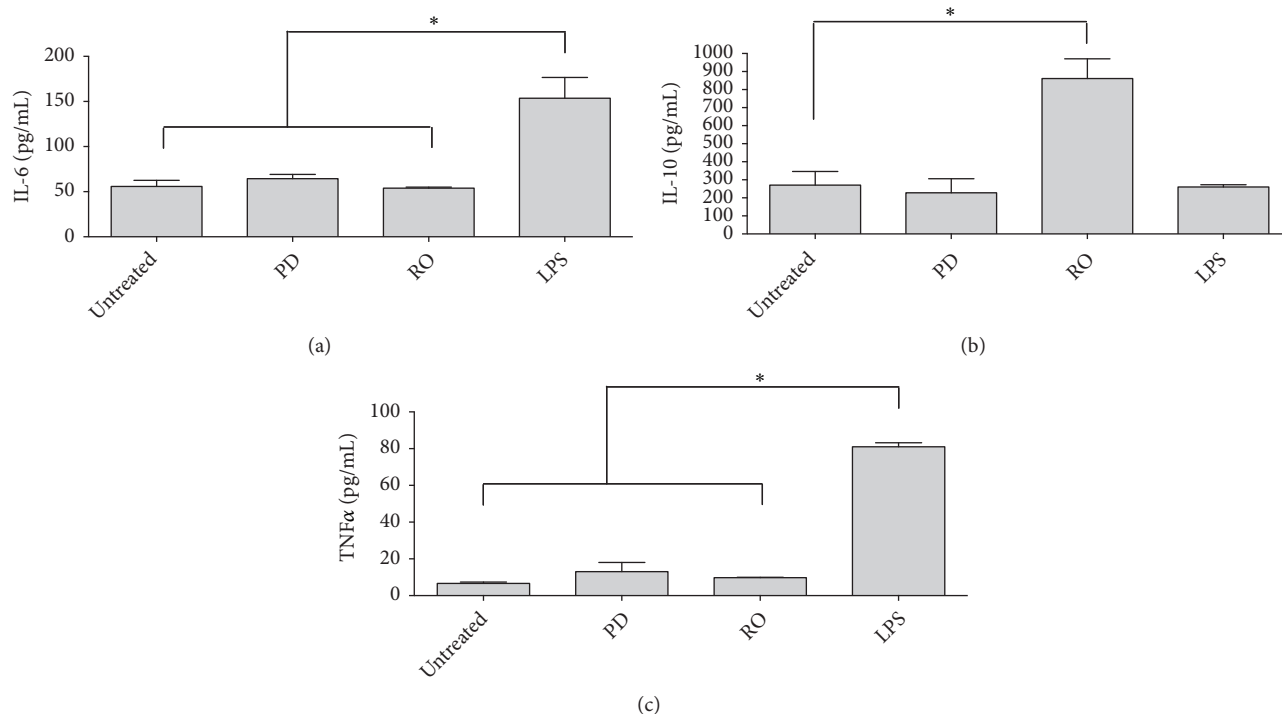 *
IL-6 (pg/mL)
200
150
100
50
0
Untreated
PD
RO
LPS
(a)
*
IL-10 (pg/mL)
1000
900
800
700
600
500
400
300
200
100
0
Untreated
PD
RO
LPS
(b)
*
TNFα (pg/mL)
100
80
60
40
20
0
Untreated
PD
RO
LPS
(c)